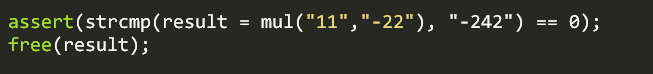 assert(strcmp(result = mul("11","-22"), "-242") == 0);
free(result);